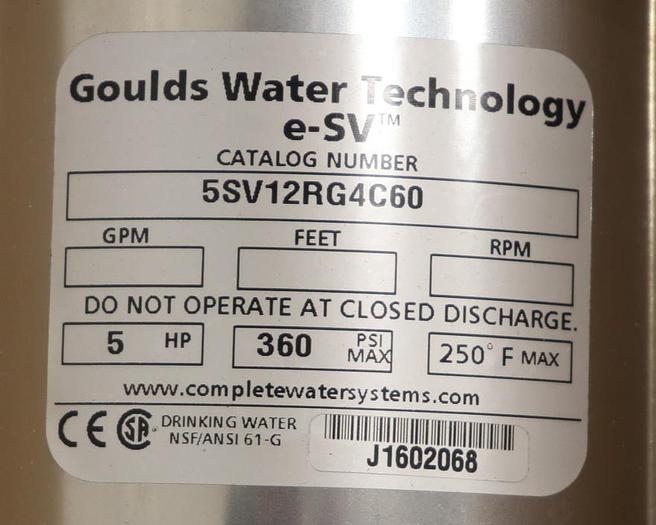 Goulds Water Technology
e-SV™
CATALOG NUMBER
5SV12RG4C60
GPM FEET RPM
DO NOT OPERATE AT CLOSED DISCHARGE.
5 HP 360 PSI MAX 250° F MAX
www.completewatersystems.com
CE SA DRINKING WATER
NSF/ANSI 61-G
J1602068